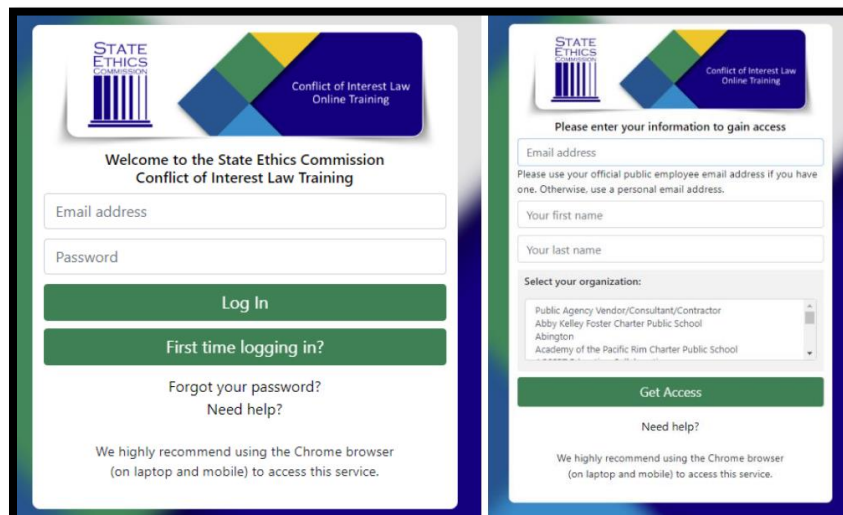 STATE
ETHICS
COMMISSION
Conflict of Interest Law
Online Training
Welcome to the State Ethics Commission
Conflict of Interest Law Training
Email address
Password
Log In
First time logging in?
Forgot your password?
Need help?
We highly recommend using the Chrome browser
(on laptop and mobile) to access this service.
STATE
ETHICS
COMMISSION
Conflict of Interest Law
Online Training
Please enter your information to gain access
Email address
Please use your official public employee email address if you have
one. Otherwise, use a personal email address.
Your first name
Your last name
Select your organization:
Public Agency Vendor/Consultant/Contractor
Abby Kelley Foster Charter Public School
Abington
Academy of the Pacific Rim Charter Public School
Get Access
Need help?
We highly recommend using the Chrome browser
(on laptop and mobile) to access this service.